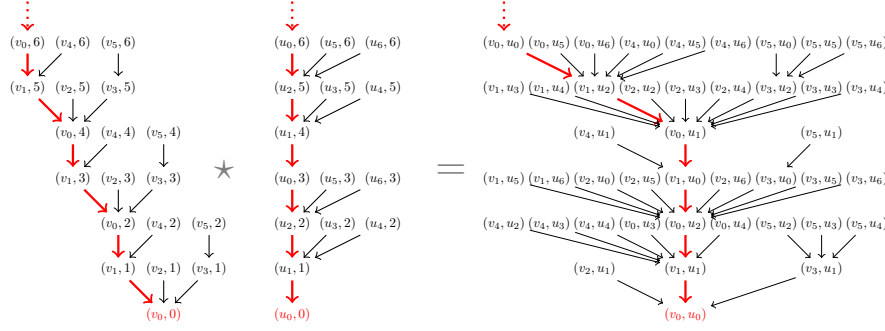 (v₀, 6) (v₄, 6) (v₅, 6) (u₀, 6) (u₅, 6) (u₆, 6) (v₀, u₀) (v₀, u₅) (v₀, u₆) (v₄, u₀) (v₄, u₅) (v₄, u₆) (v₅, u₀) (v₅, u₅) (v₅, u₆)
(v₁, 5) (v₂, 5) (v₃, 5) (u₂, 5) (u₃, 5) (u₄, 5) (v₁, u₃) (v₁, u₄) (v₁, u₂) (v₂, u₂) (v₂, u₃) (v₂, u₄) (v₃, u₂) (v₃, u₃) (v₃, u₄)
(v₀, 4) (v₄, 4) (v₅, 4) (u₁, 4) (v₄, u₁) (v₀, u₁) (v₅, u₁)
⋆ =
(v₁, 3) (v₂, 3) (v₃, 3) (u₀, 3) (u₅, 3) (u₆, 3) (v₁, u₅) (v₁, u₆) (v₂, u₀) (v₂, u₅) (v₁, u₀) (v₂, u₆) (v₃, u₀) (v₃, u₅) (v₃, u₆)
(v₀, 2) (v₄, 2) (v₅, 2) (u₂, 2) (u₃, 2) (u₄, 2) (v₄, u₂) (v₄, u₃) (v₄, u₄) (v₀, u₃) (v₀, u₂) (v₀, u₄) (v₅, u₂) (v₅, u₃) (v₅, u₄)
(v₁, 1) (v₂, 1) (v₃, 1) (u₁, 1) (v₂, u₁) (v₁, u₁) (v₃, u₁)
(v₀, 0) (u₀, 0) (v₀, u₀)